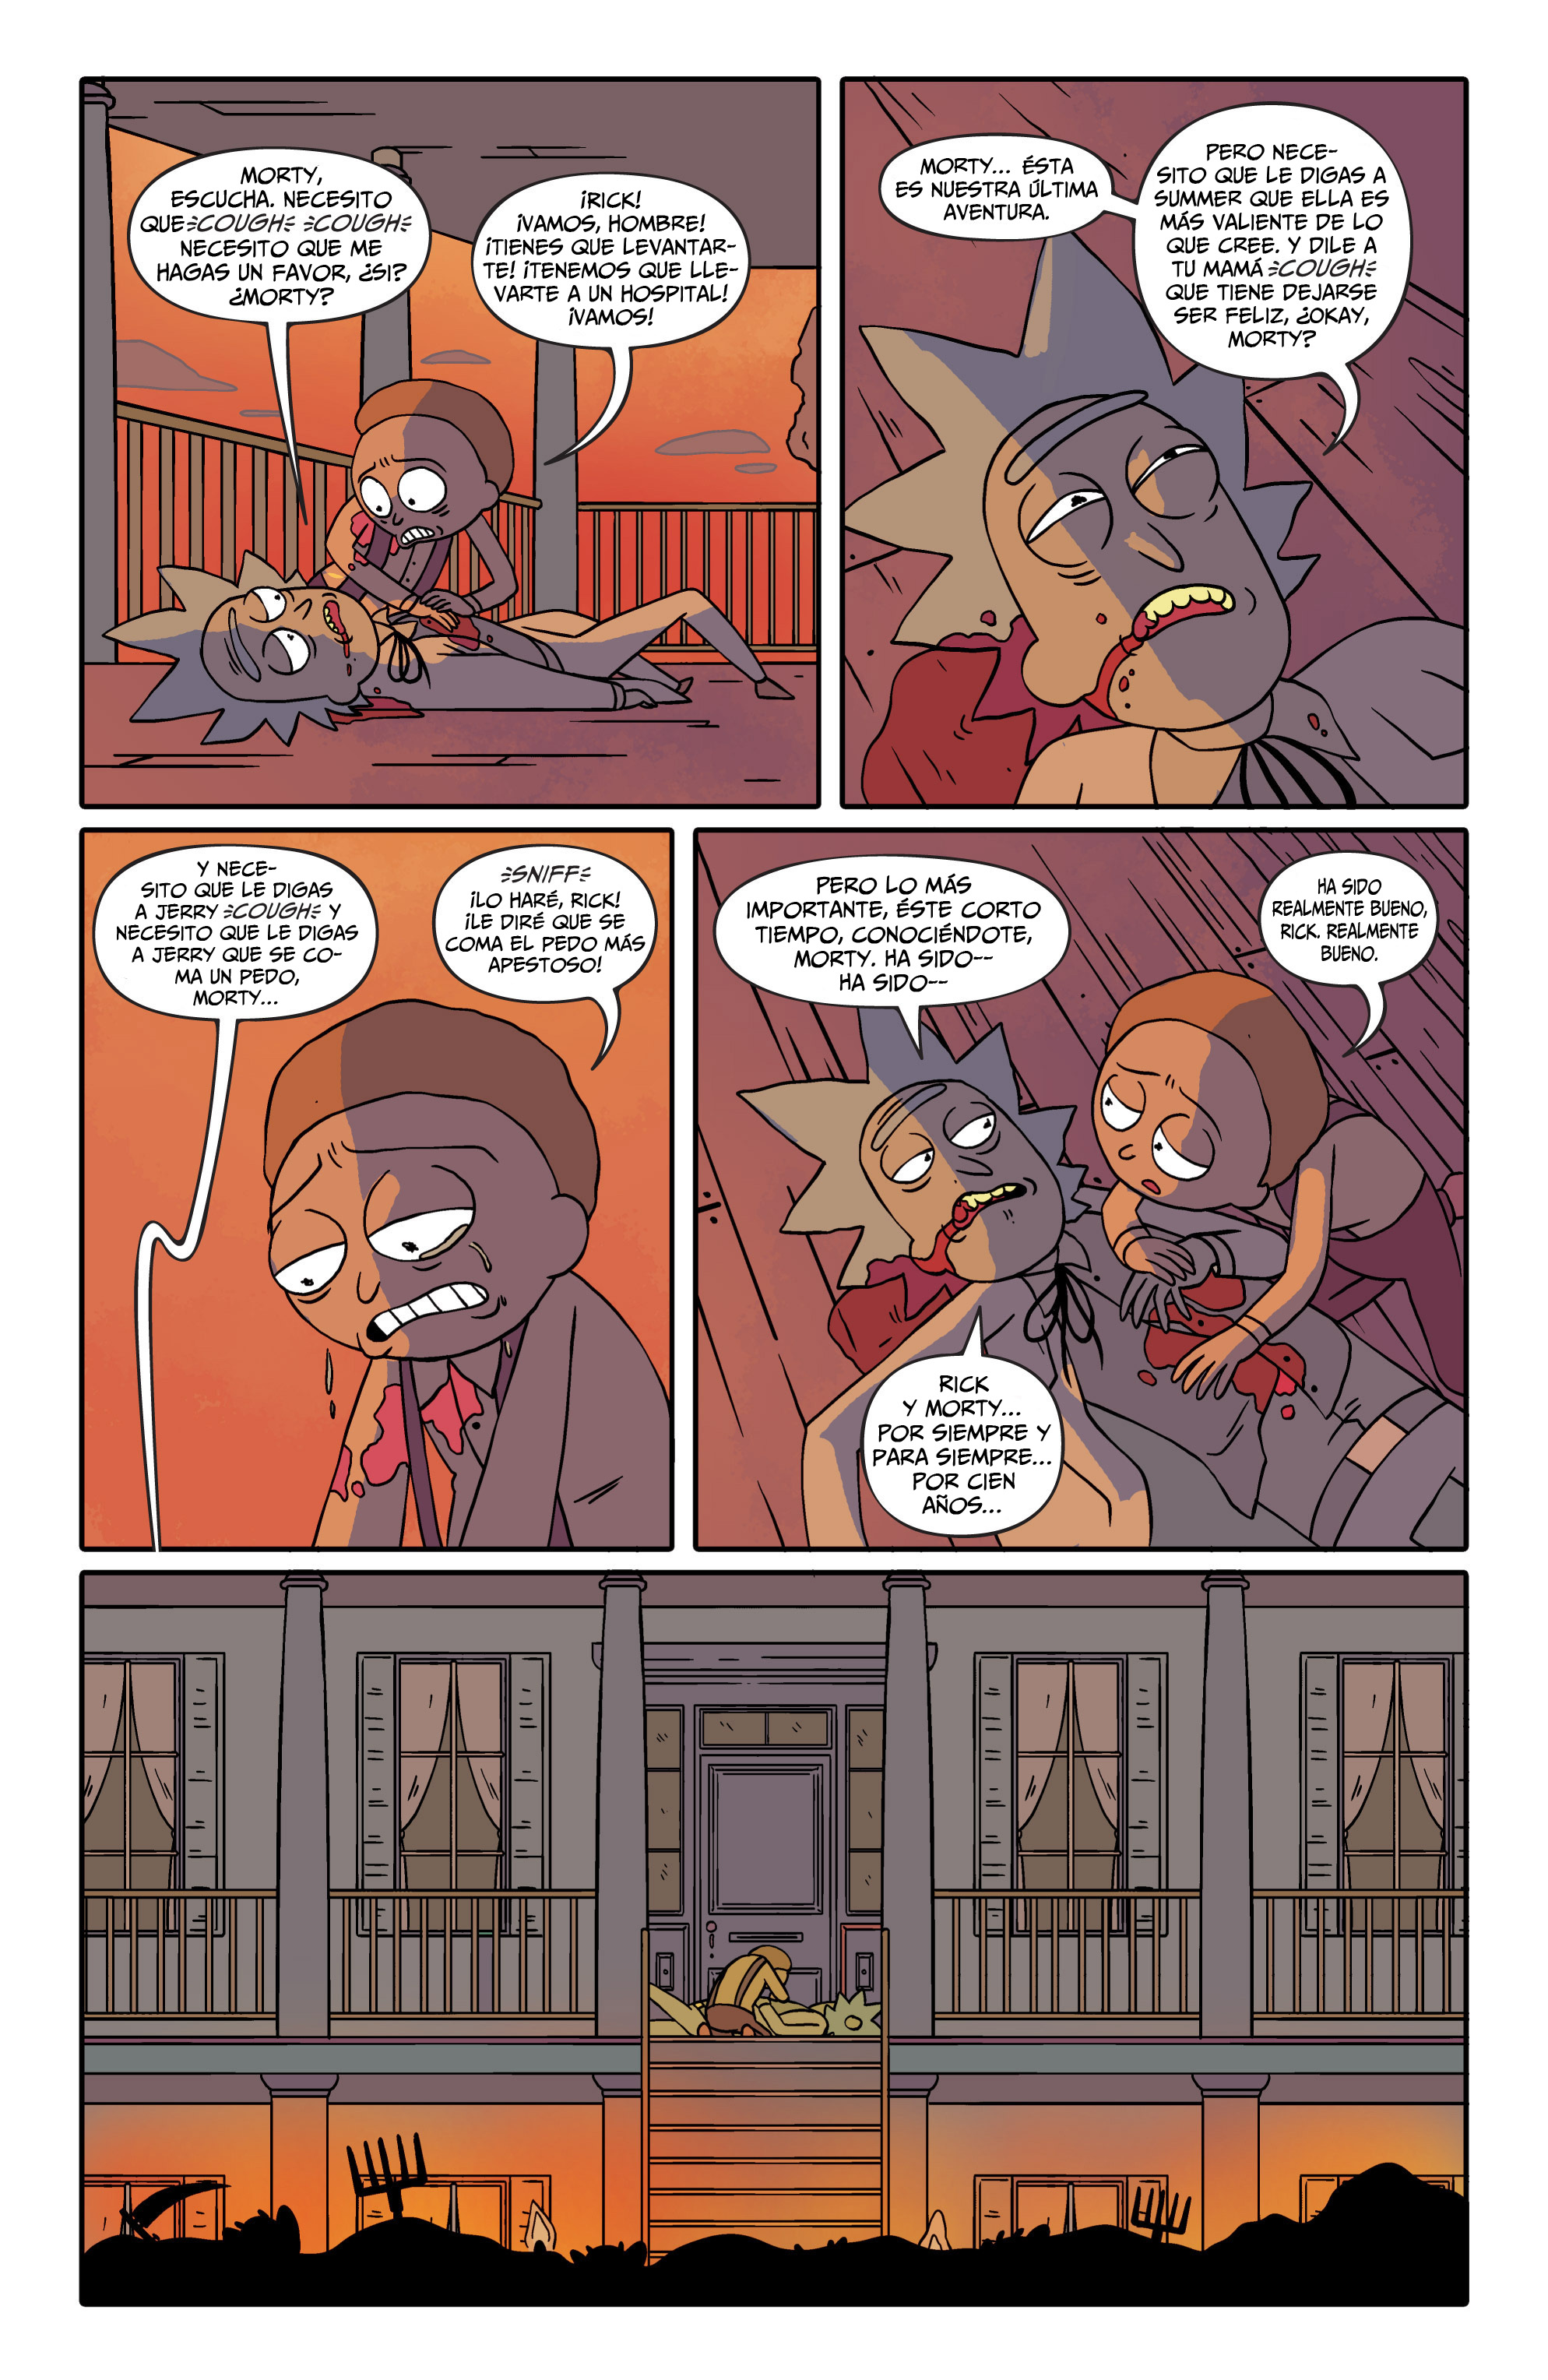 MORTY,
ESCUCHA. NECESITO
QUE COUGH COUGH
NECESITO QUE ME
HAGAS UN FAVOR, ¿SI?
¿MORTY?
¡RICK!
¡VAMOS, HOMBRE!
¡TIENES QUE LEVANTAR-
TE! ¡TENEMOS QUE LLE-
VARTE A UN HOSPITAL!
¡VAMOS!
MORTY... ÉSTA
ES NUESTRA ÚLTIMA
AVENTURA.
PERO NECE-
SITO QUE LE DIGAS A
SUMMER QUE ELLA ES
MÁS VALIENTE DE LO
QUE CREE. Y DILE A
TU MAMÁ COUGH
QUE TIENE DEJARSE
SER FELIZ, ¿OKAY,
MORTY?
Y NECE-
SITO QUE LE DIGAS
A JERRY COUGH Y
NECESITO QUE LE DIGAS
A JERRY QUE SE CO-
MA UN PEDO,
MORTY...
SNIFF
¡LO HARÉ, RICK!
¡LE DIRÉ QUE SE
COMA EL PEDO MÁS
APESTOSO!
PERO LO MÁS
IMPORTANTE, ÉSTE CORTO
TIEMPO, CONOCIÉNDOTE,
MORTY. HA SIDO--
HA SIDO--
HA SIDO
REALMENTE BUENO,
RICK. REALMENTE
BUENO.
RICK
Y MORTY...
POR SIEMPRE Y
PARA SIEMPRE...
POR CIEN
AÑOS...